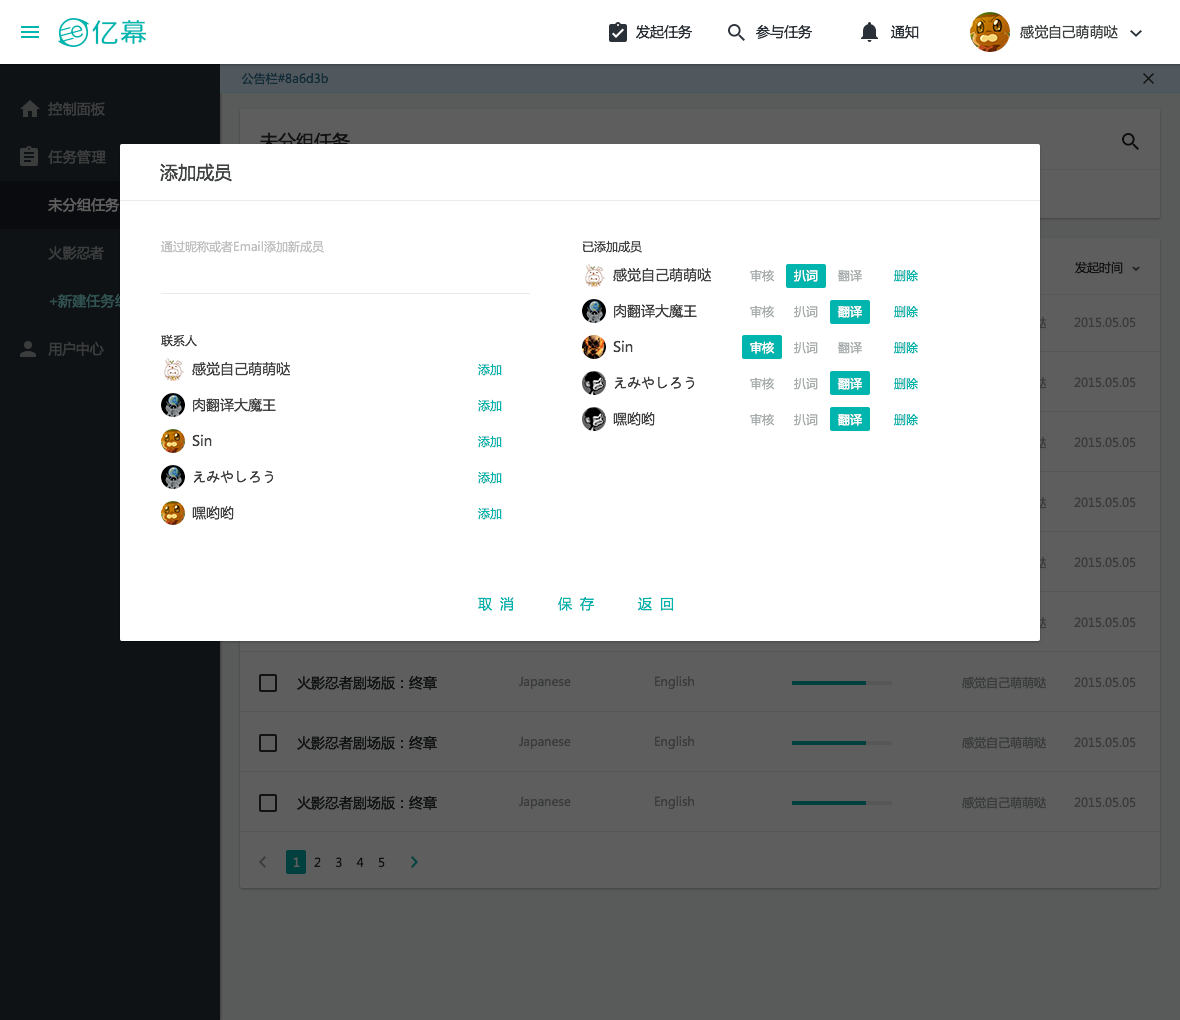 亿幕
发起任务
参与任务
通知
感觉自己萌萌哒
公告栏#8a6d3b
控制面板
任务管理
未分组任务
火影忍者
+新建任务
用户中心
未分组任务
添加成员
通过昵称或者Email添加新成员
联系人
感觉自己萌萌哒 添加
肉翻译大魔王 添加
Sin 添加
えみやしろう 添加
嘿哟哟 添加
已添加成员
感觉自己萌萌哒 审核 扒词 翻译 删除
肉翻译大魔王 审核 扒词 翻译 删除
Sin 审核 扒词 翻译 删除
えみやしろう 审核 扒词 翻译 删除
嘿哟哟 审核 扒词 翻译 删除
取 消 保 存 返 回
发起时间
2015.05.05
2015.05.05
2015.05.05
2015.05.05
2015.05.05
2015.05.05
火影忍者剧场版：终章 Japanese English 感觉自己萌萌哒 2015.05.05
火影忍者剧场版：终章 Japanese English 感觉自己萌萌哒 2015.05.05
火影忍者剧场版：终章 Japanese English 感觉自己萌萌哒 2015.05.05
1 2 3 4 5